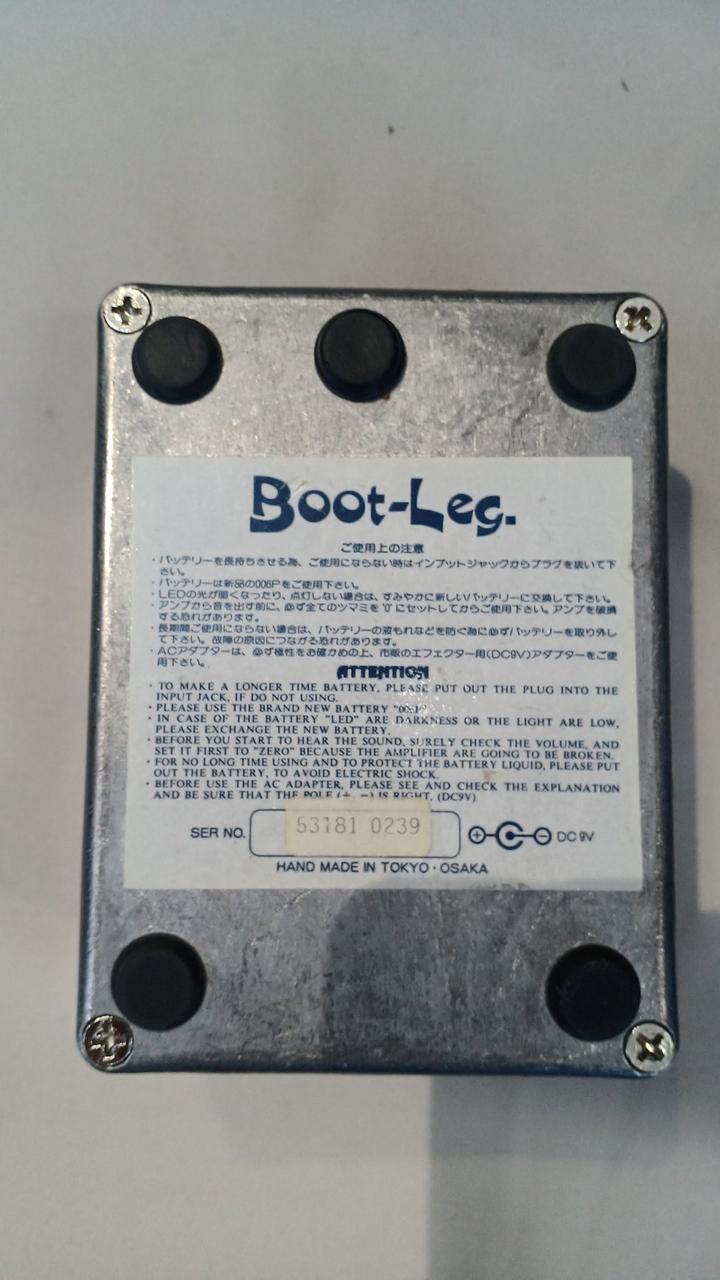 Boot-Leg.
ご使用上の注意
・バッテリーを長持ちさせる為、ご使用にならない時はインプットジャックからプラグを抜いて下
さい。
・バッテリーは新品の006Pをご使用下さい。
・LEDの光が暗くなったり、点灯しない場合は、すみやかに新しいバッテリーに交換して下さい。
・アンプから音を出す前に、必ず全てのツマミを'0'にセットしてからご使用下さい。アンプを破損
する恐れがあります。
・長期間ご使用にならない場合は、バッテリーの液もれなどを防ぐ為に必ずバッテリーを取り外し
て下さい。故障の原因につながる恐れがあります。
・ACアダプターは、必ず極性をお確かめの上、市販のエフェクター用(DC9V)アダプターをご使
用下さい。
ATTENTION
・TO MAKE A LONGER TIME BATTERY, PLEASE PUT OUT THE PLUG INTO THE
INPUT JACK, IF DO NOT USING.
・PLEASE USE THE BRAND NEW BATTERY "006P"
・IN CASE OF THE BATTERY "LED" ARE DARKNESS OR THE LIGHT ARE LOW,
PLEASE EXCHANGE THE NEW BATTERY.
・BEFORE YOU START TO HEAR THE SOUND, SURELY CHECK THE VOLUME, AND
SET IT FIRST TO "ZERO" BECAUSE THE AMPLIFIER ARE GOING TO BE BROKEN.
・FOR NO LONG TIME USING AND TO PROTECT THE BATTERY LIQUID, PLEASE PUT
OUT THE BATTERY, TO AVOID ELECTRIC SHOCK.
・BEFORE USE THE AC ADAPTER, PLEASE SEE AND CHECK THE EXPLANATION
AND BE SURE THAT THE POLE (+, −) IS RIGHT. (DC9V)
SER NO. 53181 0239 DC 9V
HAND MADE IN TOKYO・OSAKA